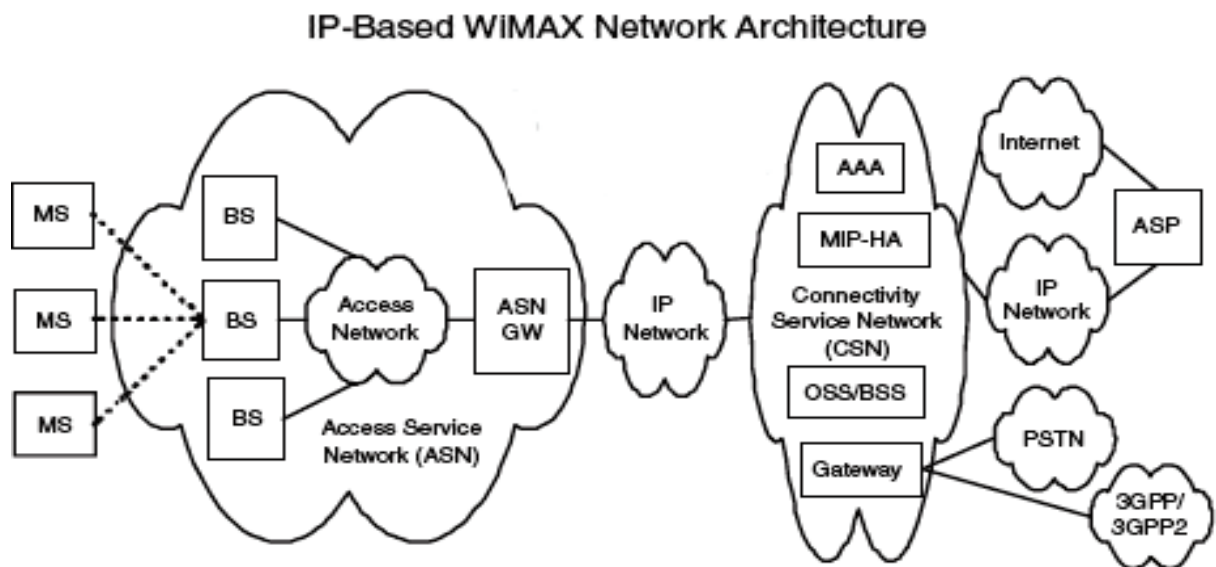 IP-Based WiMAX Network Architecture
MS
MS
MS
BS
BS
BS
Access
Network
ASN
GW
Access Service
Network (ASN)
IP
Network
AAA
MIP-HA
Connectivity
Service Network
(CSN)
OSS/BSS
Gateway
Internet
IP
Network
ASP
PSTN
3GPP/
3GPP2